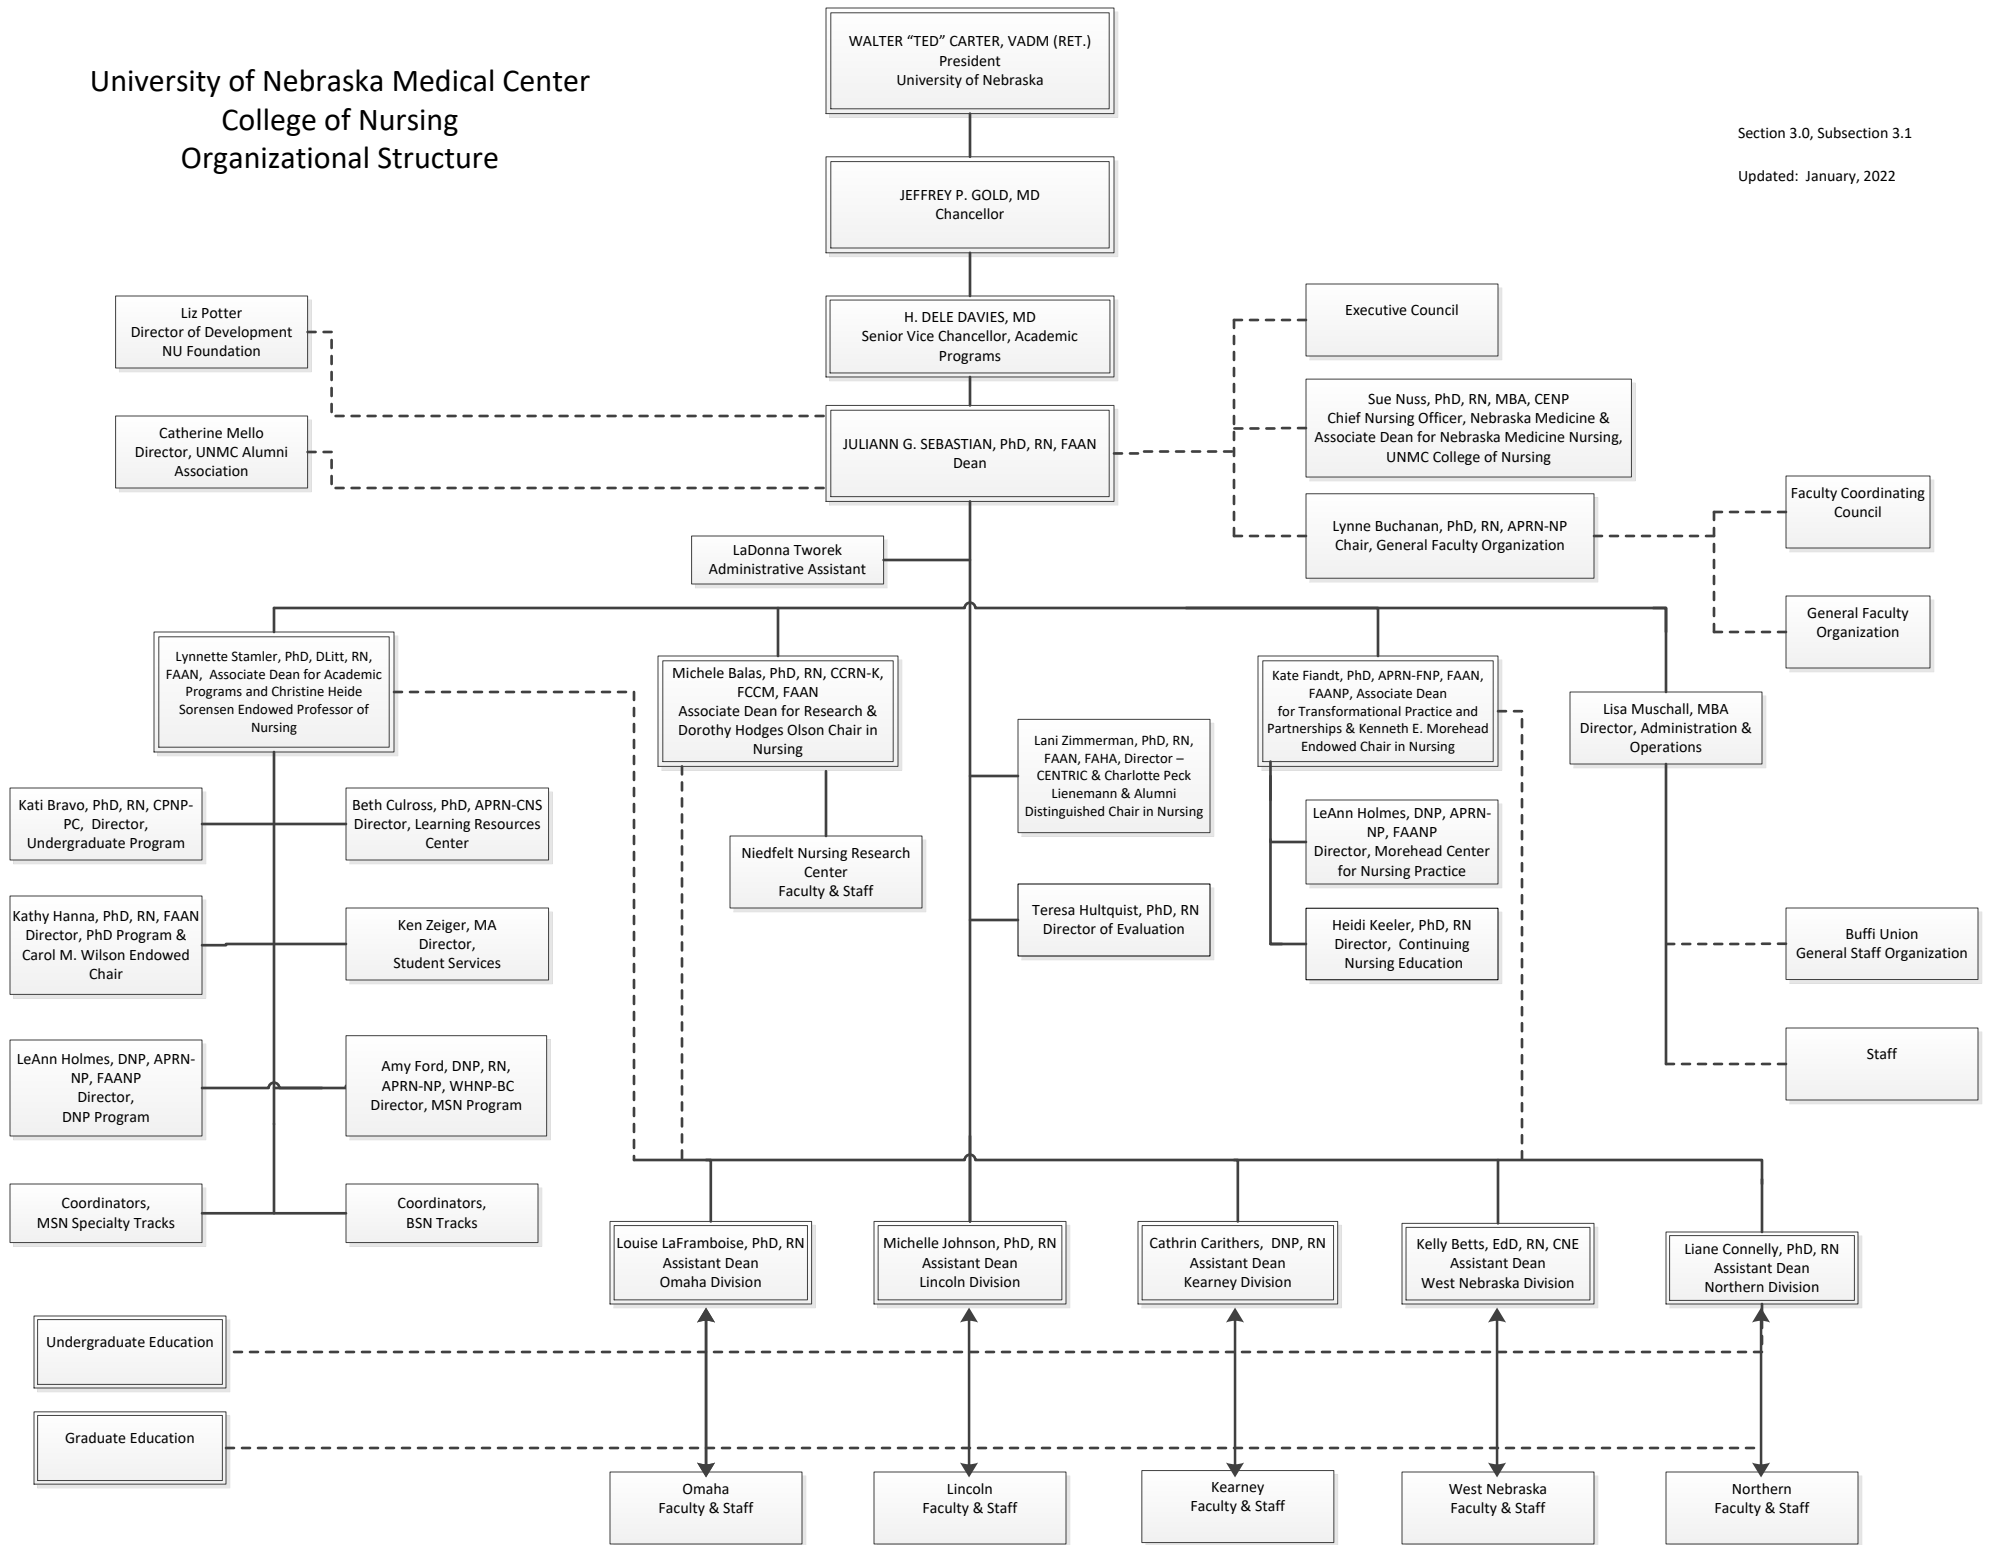 University of Nebraska Medical Center
College of Nursing
Organizational Structure
WALTER “TED” CARTER, VADM (RET.)
President
University of Nebraska
Section 3.0, Subsection 3.1
Updated:  January, 2022
JEFFREY P. GOLD, MD
Chancellor
H. DELE DAVIES, MD
Senior Vice Chancellor, Academic
Programs
Liz Potter
Director of Development
NU Foundation
Catherine Mello
Director, UNMC Alumni
Association
JULIANN G. SEBASTIAN, PhD, RN, FAAN
Dean
Executive Council
Sue Nuss, PhD, RN, MBA, CENP
Chief Nursing Officer, Nebraska Medicine &
Associate Dean for Nebraska Medicine Nursing,
UNMC College of Nursing
Lynne Buchanan, PhD, RN, APRN-NP
Chair, General Faculty Organization
Faculty Coordinating
Council
General Faculty
Organization
LaDonna Tworek
Administrative Assistant
Lynnette Stamler, PhD, DLitt, RN,
FAAN,  Associate Dean for Academic
Programs and Christine Heide
Sorensen Endowed Professor of
Nursing
Michele Balas, PhD, RN, CCRN-K,
FCCM, FAAN
Associate Dean for Research &
Dorothy Hodges Olson Chair in
Nursing
Kate Fiandt, PhD, APRN-FNP, FAAN,
FAANP, Associate Dean
for Transformational Practice and
Partnerships & Kenneth E. Morehead
Endowed Chair in Nursing
Lisa Muschall, MBA
Director, Administration &
Operations
Lani Zimmerman, PhD, RN,
FAAN, FAHA, Director –
CENTRIC & Charlotte Peck
Lienemann & Alumni
Distinguished Chair in Nursing
Kati Bravo, PhD, RN, CPNP-
PC,  Director,
Undergraduate Program
Beth Culross, PhD, APRN-CNS
Director, Learning Resources
Center
Niedfelt Nursing Research
Center
Faculty & Staff
LeAnn Holmes, DNP, APRN-
NP, FAANP
Director, Morehead Center
for Nursing Practice
Teresa Hultquist, PhD, RN
Director of Evaluation
Heidi Keeler, PhD, RN
Director,  Continuing
Nursing Education
Kathy Hanna, PhD, RN, FAAN
Director, PhD Program &
Carol M. Wilson Endowed
Chair
Ken Zeiger, MA
Director,
Student Services
Buffi Union
General Staff Organization
Staff
LeAnn Holmes, DNP, APRN-
NP, FAANP
Director,
DNP Program
Amy Ford, DNP, RN,
APRN-NP, WHNP-BC
Director, MSN Program
Coordinators,
MSN Specialty Tracks
Coordinators,
BSN Tracks
Louise LaFramboise, PhD, RN
Assistant Dean
Omaha Division
Michelle Johnson, PhD, RN
Assistant Dean
Lincoln Division
Cathrin Carithers,  DNP, RN
Assistant Dean
Kearney Division
Kelly Betts, EdD, RN, CNE
Assistant Dean
West Nebraska Division
Liane Connelly, PhD, RN
Assistant Dean
Northern Division
Undergraduate Education
Graduate Education
Omaha
Faculty & Staff
Lincoln
Faculty & Staff
Kearney
Faculty & Staff
West Nebraska
Faculty & Staff
Northern
Faculty & Staff